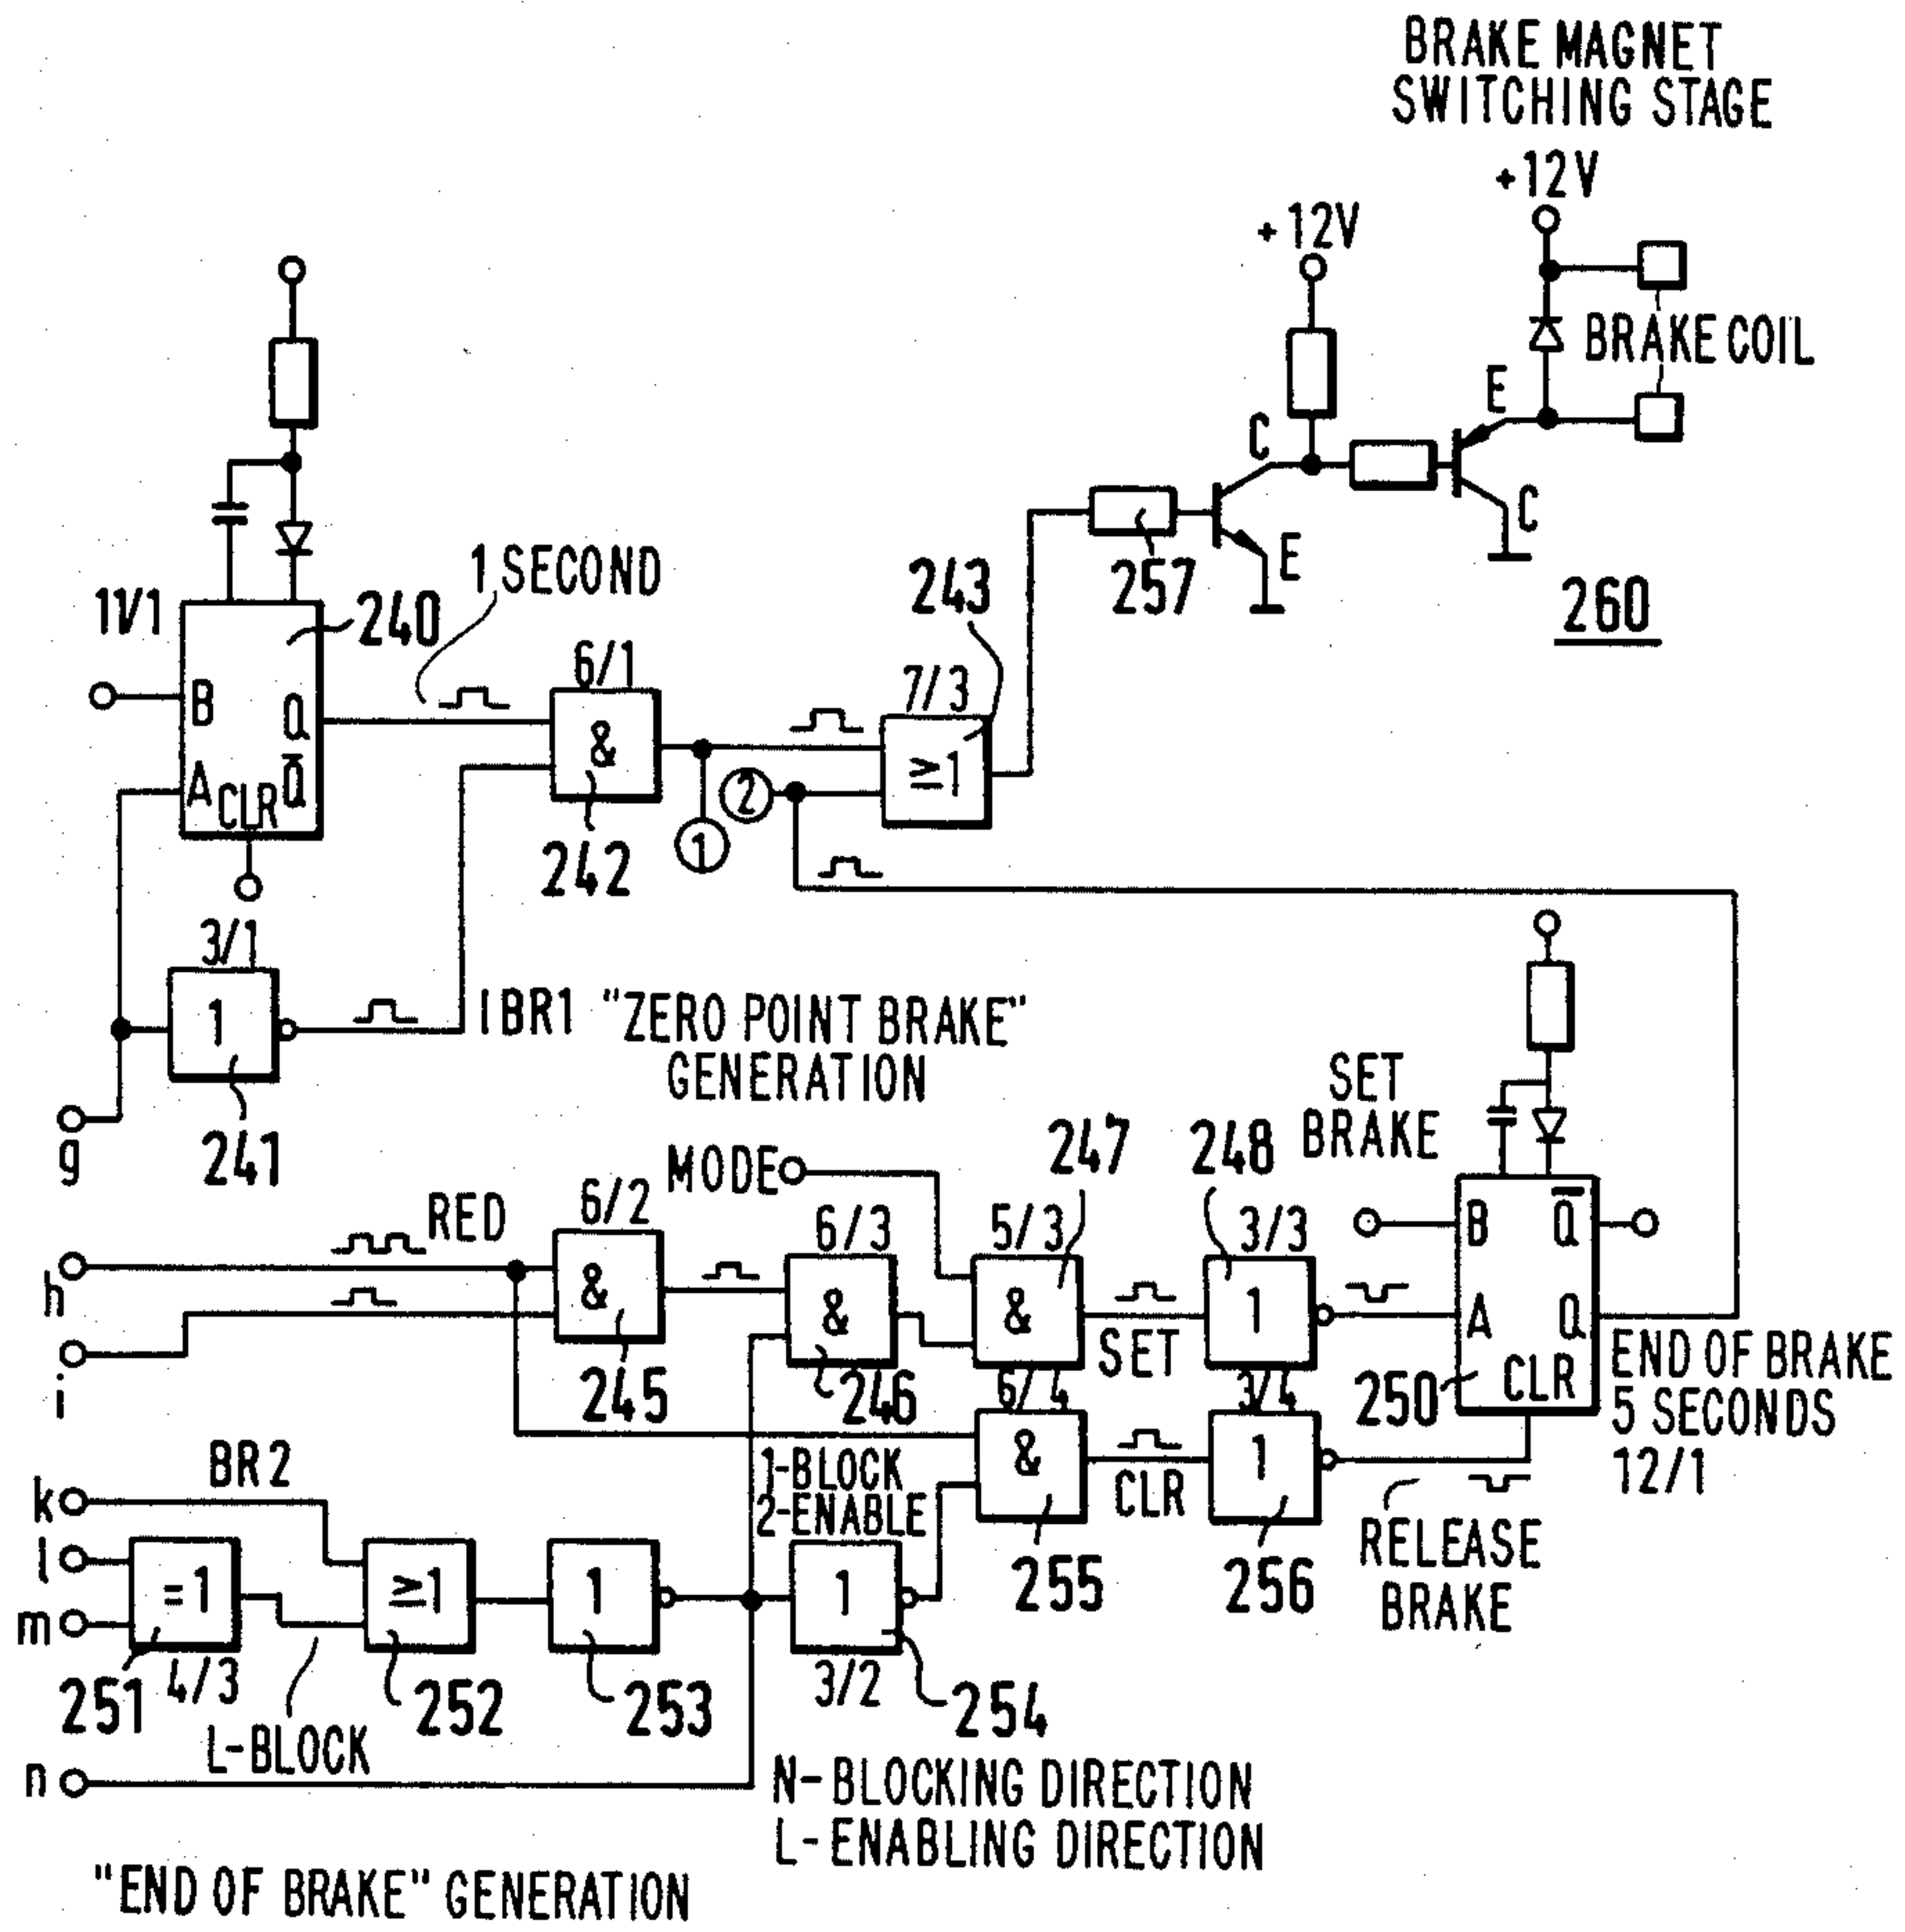 BRAKE MAGNET
SWITCHING STAGE
+12V
+12V
BRAKE COIL
E
C
C
E
257
260
243
11/1
240
1 SECOND
6/1
7/3
B
Q
A
CLR
Q̅
&
≥1
2
1
242
3/1
1
IBR1 "ZERO POINT BRAKE"
GENERATION
g
241
MODE
247
248
SET
BRAKE
RED
6/2
6/3
5/3
3/3
B
Q̅
h
&
&
&
1
A
Q
i
SET
245
246
6/4
3/4
250
CLR
END OF BRAKE
5 SECONDS
12/1
BR2
k
1-BLOCK
2-ENABLE
&
CLR
1
RELEASE
BRAKE
l
=1
≥1
1
1
255
256
m
251
4/3
252
253
3/2
254
L-BLOCK
n
N-BLOCKING DIRECTION
L-ENABLING DIRECTION
"END OF BRAKE" GENERATION